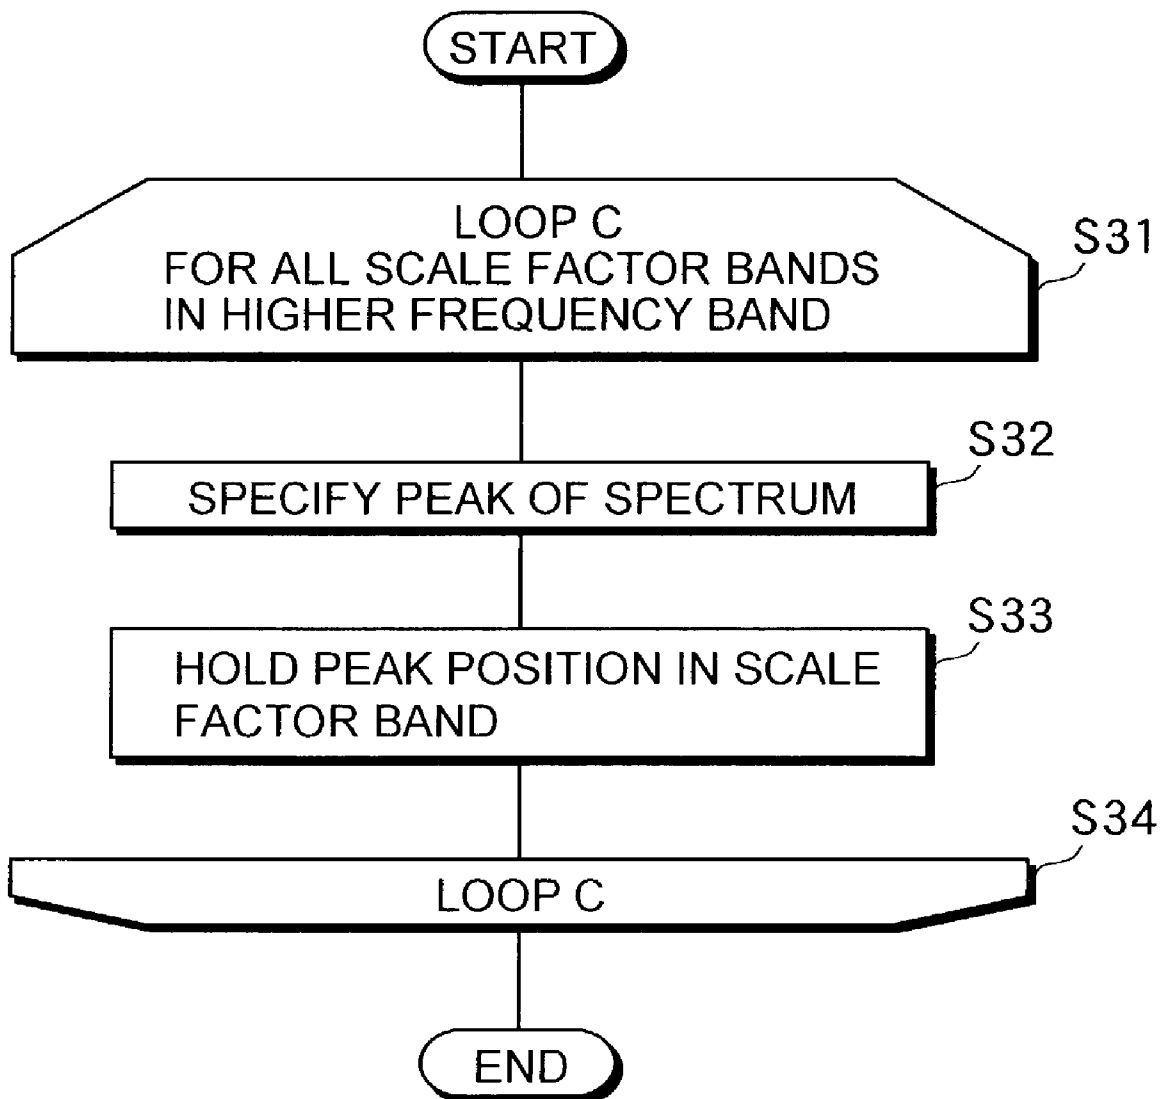 START
LOOP C
FOR ALL SCALE FACTOR BANDS
IN HIGHER FREQUENCY BAND
S31
S32
SPECIFY PEAK OF SPECTRUM
S33
HOLD PEAK POSITION IN SCALE
FACTOR BAND
S34
LOOP C
END